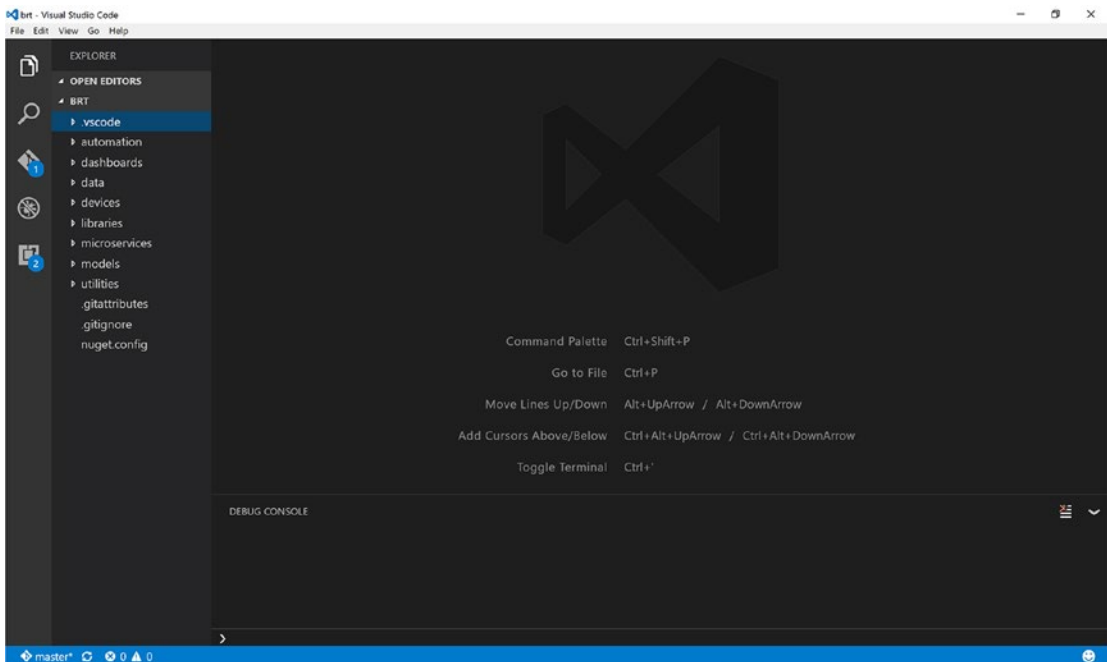 brt - Visual Studio Code
File Edit View Go Help
EXPLORER
OPEN EDITORS
BRT
.vscode
automation
dashboards
data
devices
libraries
microservices
models
utilities
.gitattributes
.gitignore
nuget.config
1
2
Command Palette Ctrl+Shift+P
Go to File Ctrl+P
Move Lines Up/Down Alt+UpArrow / Alt+DownArrow
Add Cursors Above/Below Ctrl+Alt+UpArrow / Ctrl+Alt+DownArrow
Toggle Terminal Ctrl+`
DEBUG CONSOLE
master* 0 0